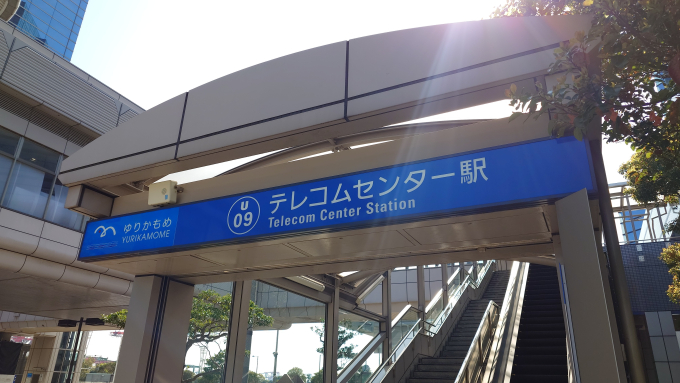 ゆりかもめ
YURIKAMOME
U
09
テレコムセンター駅
Telecom Center Station